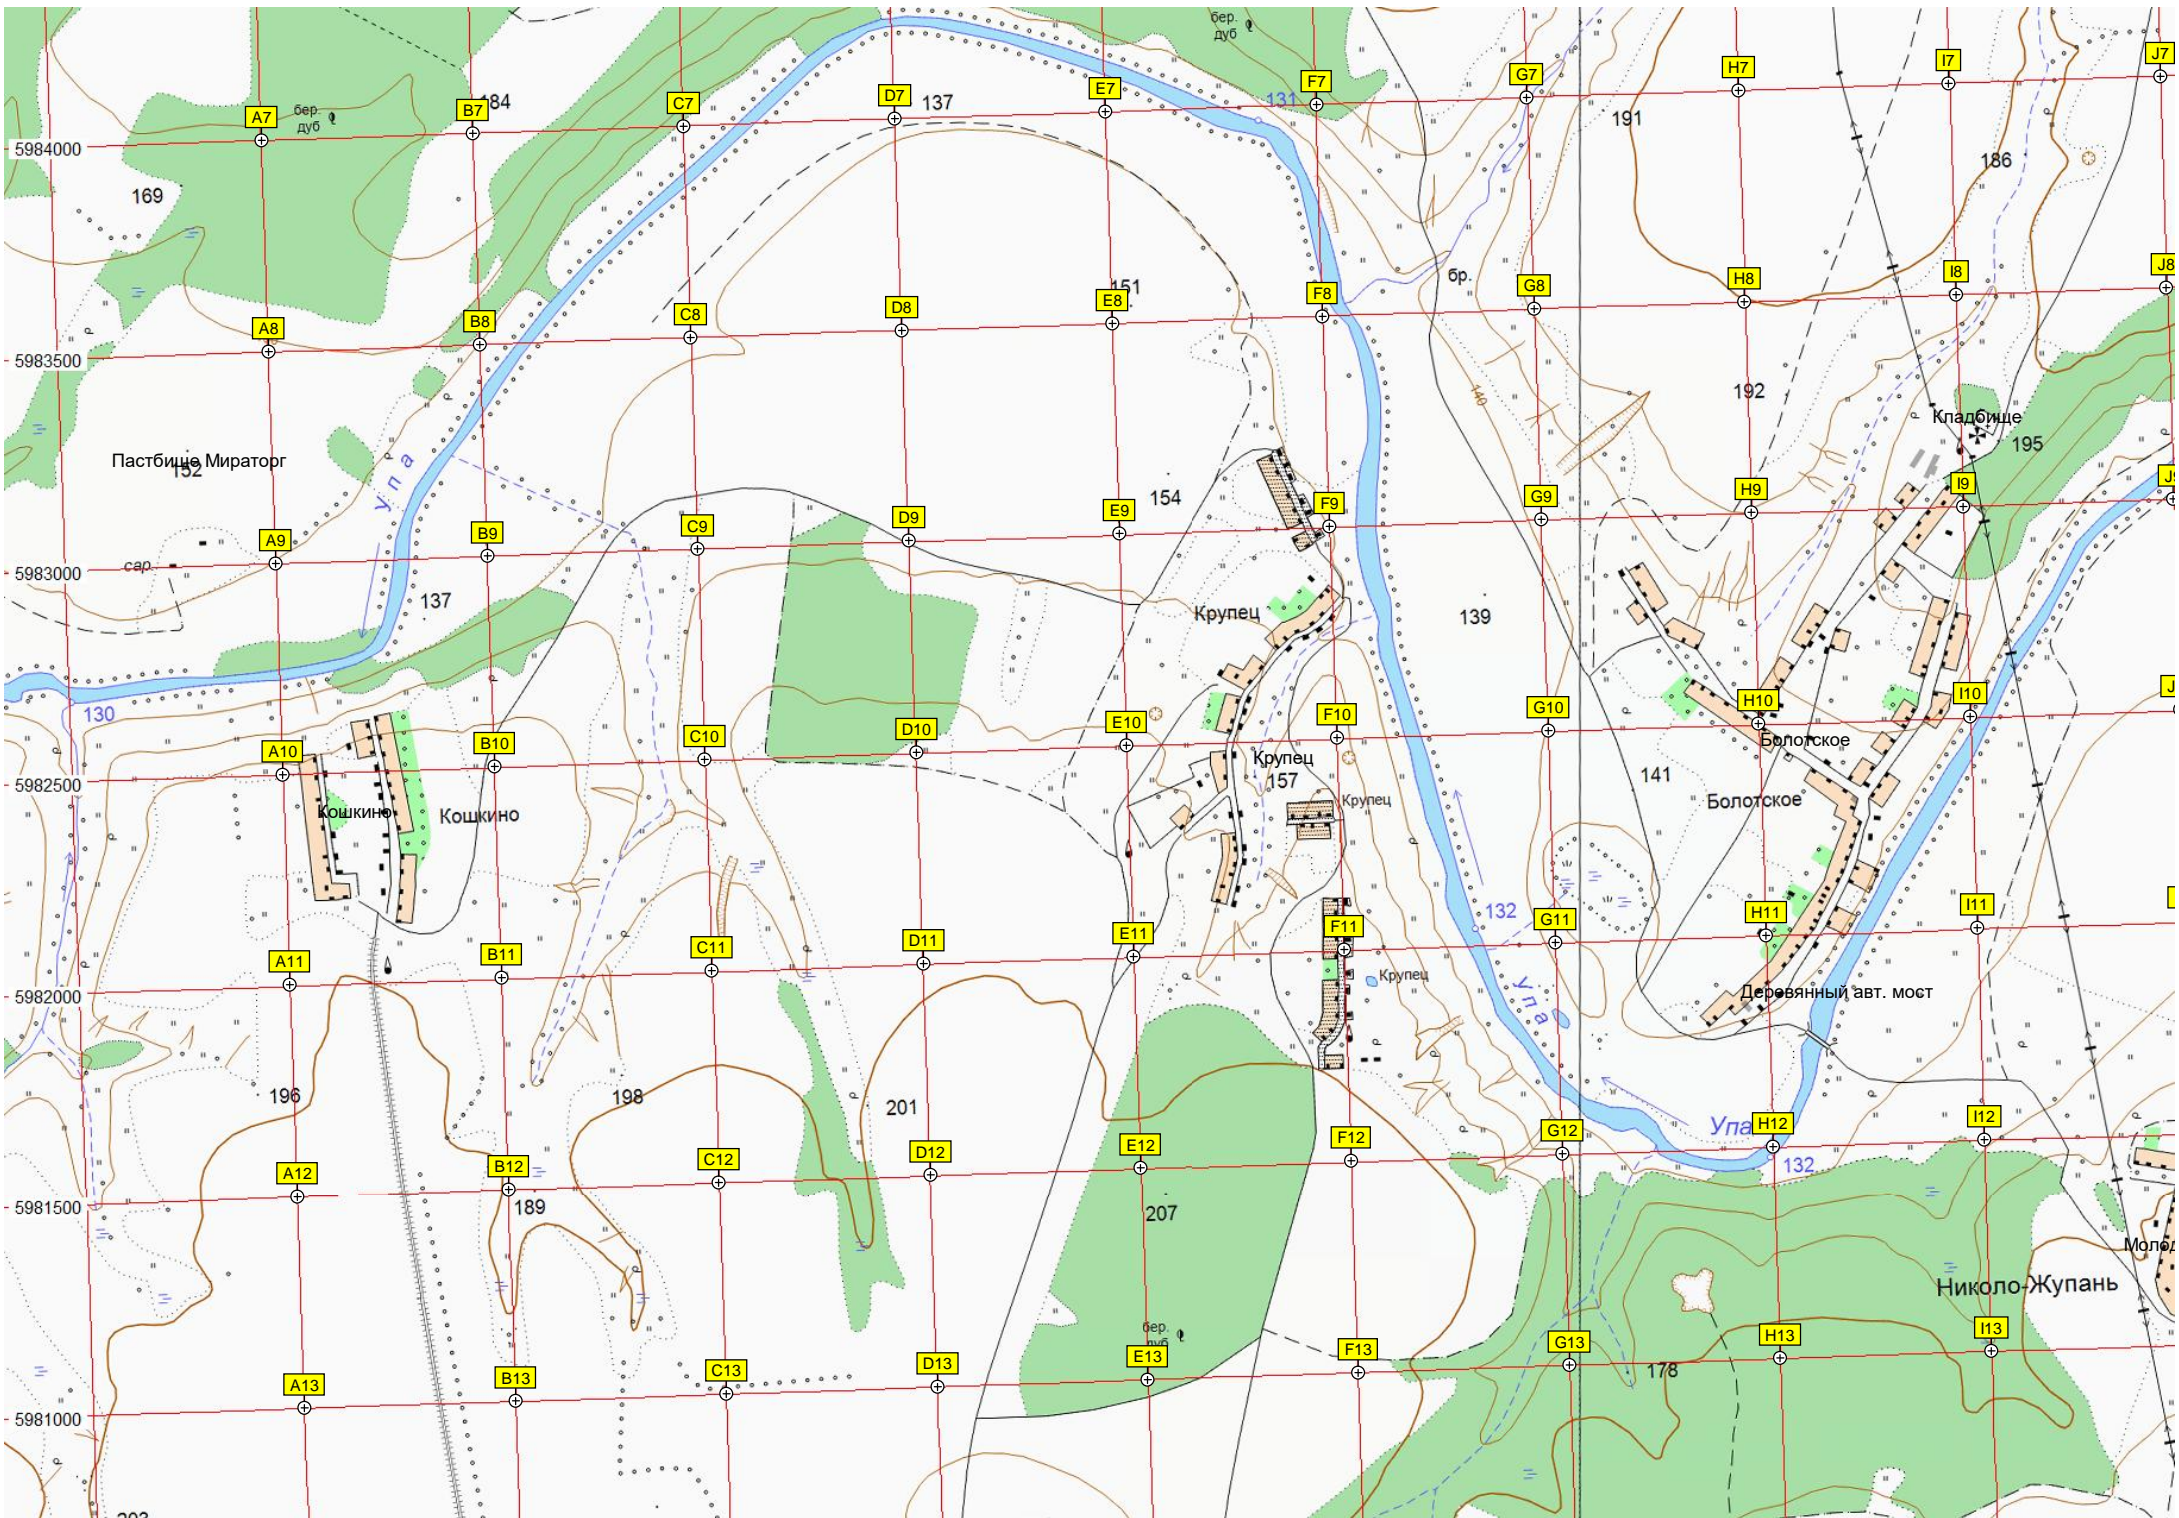 бер.
дуб
184
бер.
дуб
137
131
191
A7
B7
C7
D7
E7
F7
G7
H7
I7
J7
5984000
186
169
бр.
151
A8
B8
C8
D8
E8
F8
G8
H8
I8
J8
5983500
140
192
Кладбище
195
Пастбище Мираторг
152
Упа
154
A9
B9
C9
D9
E9
F9
G9
H9
I9
сар.
5983000
137
Крупец
139
130
A10
B10
C10
D10
E10
F10
G10
H10
I10
Болотское
Крупец
157
141
5982500
Кошкино
Кошкино
Крупец
Болотское
132
A11
B11
C11
D11
E11
F11
G11
H11
I11
Крупец
5982000
Упа
Деревянный авт. мост
196
198
201
Упа
A12
B12
C12
D12
E12
F12
G12
H12
I12
132
5981500
189
207
Николо-Жупань
бер.
дуб
A13
B13
C13
D13
E13
F13
G13
H13
I13
178
5981000